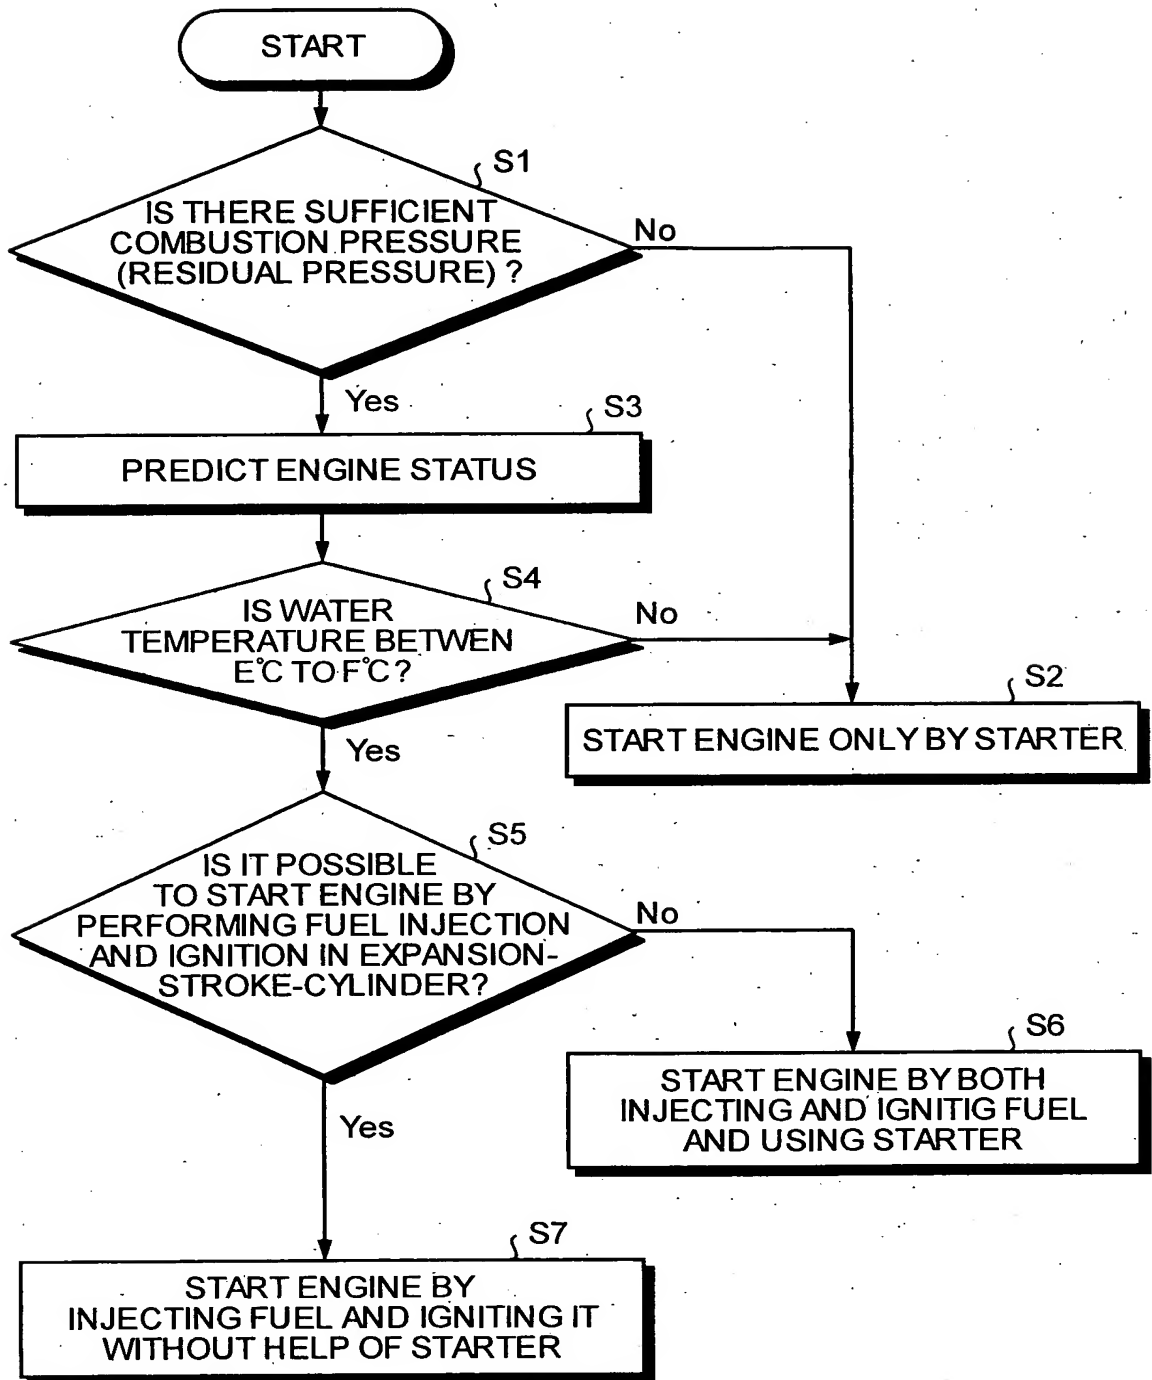 START
S1
IS THERE SUFFICIENT
COMBUSTION PRESSURE
(RESIDUAL PRESSURE) ?
No
Yes
S3
PREDICT ENGINE STATUS
S4
IS WATER
TEMPERATURE BETWEN
E°C TO F°C?
No
Yes
S2
START ENGINE ONLY BY STARTER
S5
IS IT POSSIBLE
TO START ENGINE BY
PERFORMING FUEL INJECTION
AND IGNITION IN EXPANSION-
STROKE-CYLINDER?
No
Yes
S6
START ENGINE BY BOTH
INJECTING AND IGNITIG FUEL
AND USING STARTER
S7
START ENGINE BY
INJECTING FUEL AND IGNITING IT
WITHOUT HELP OF STARTER